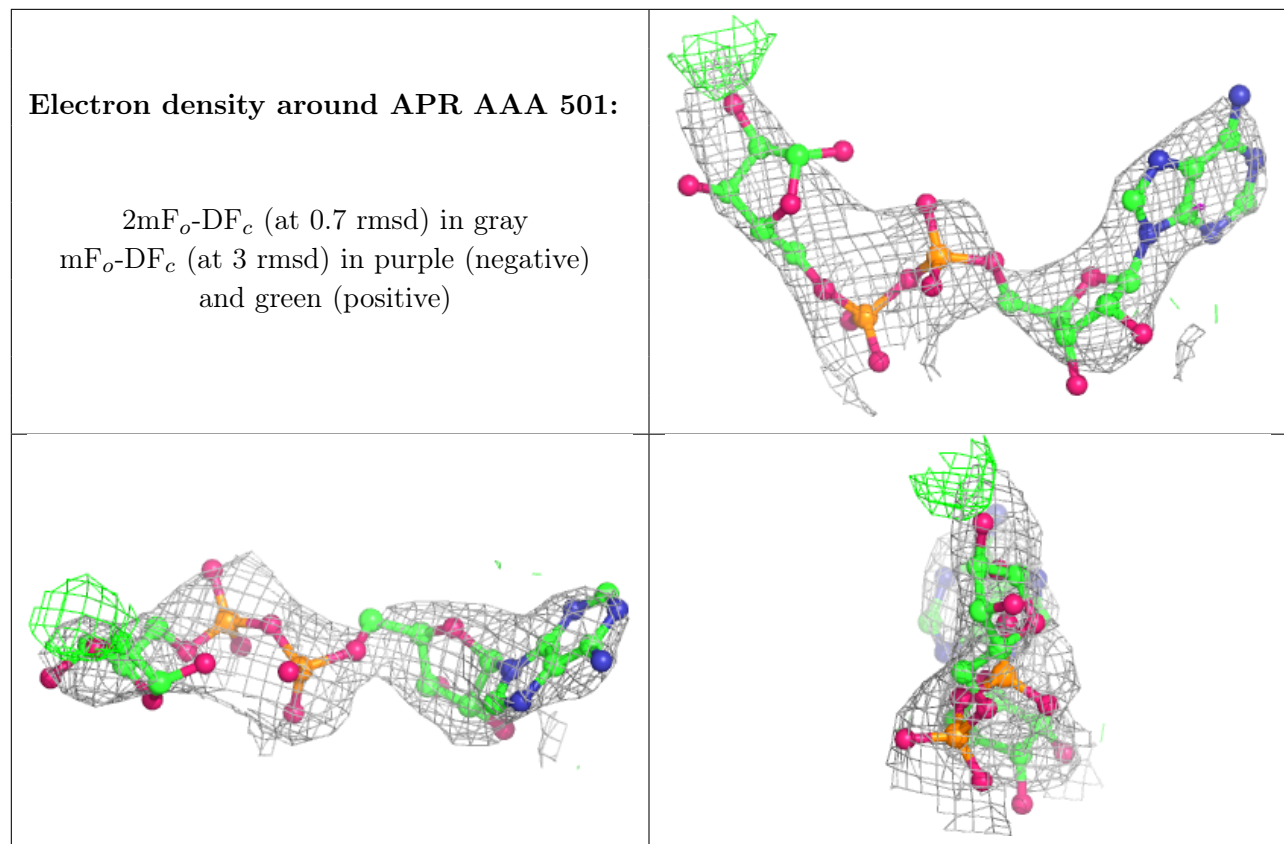 Electron density around APR AAA 501:
2mFo-DFc (at 0.7 rmsd) in gray
mFo-DFc (at 3 rmsd) in purple (negative)
and green (positive)